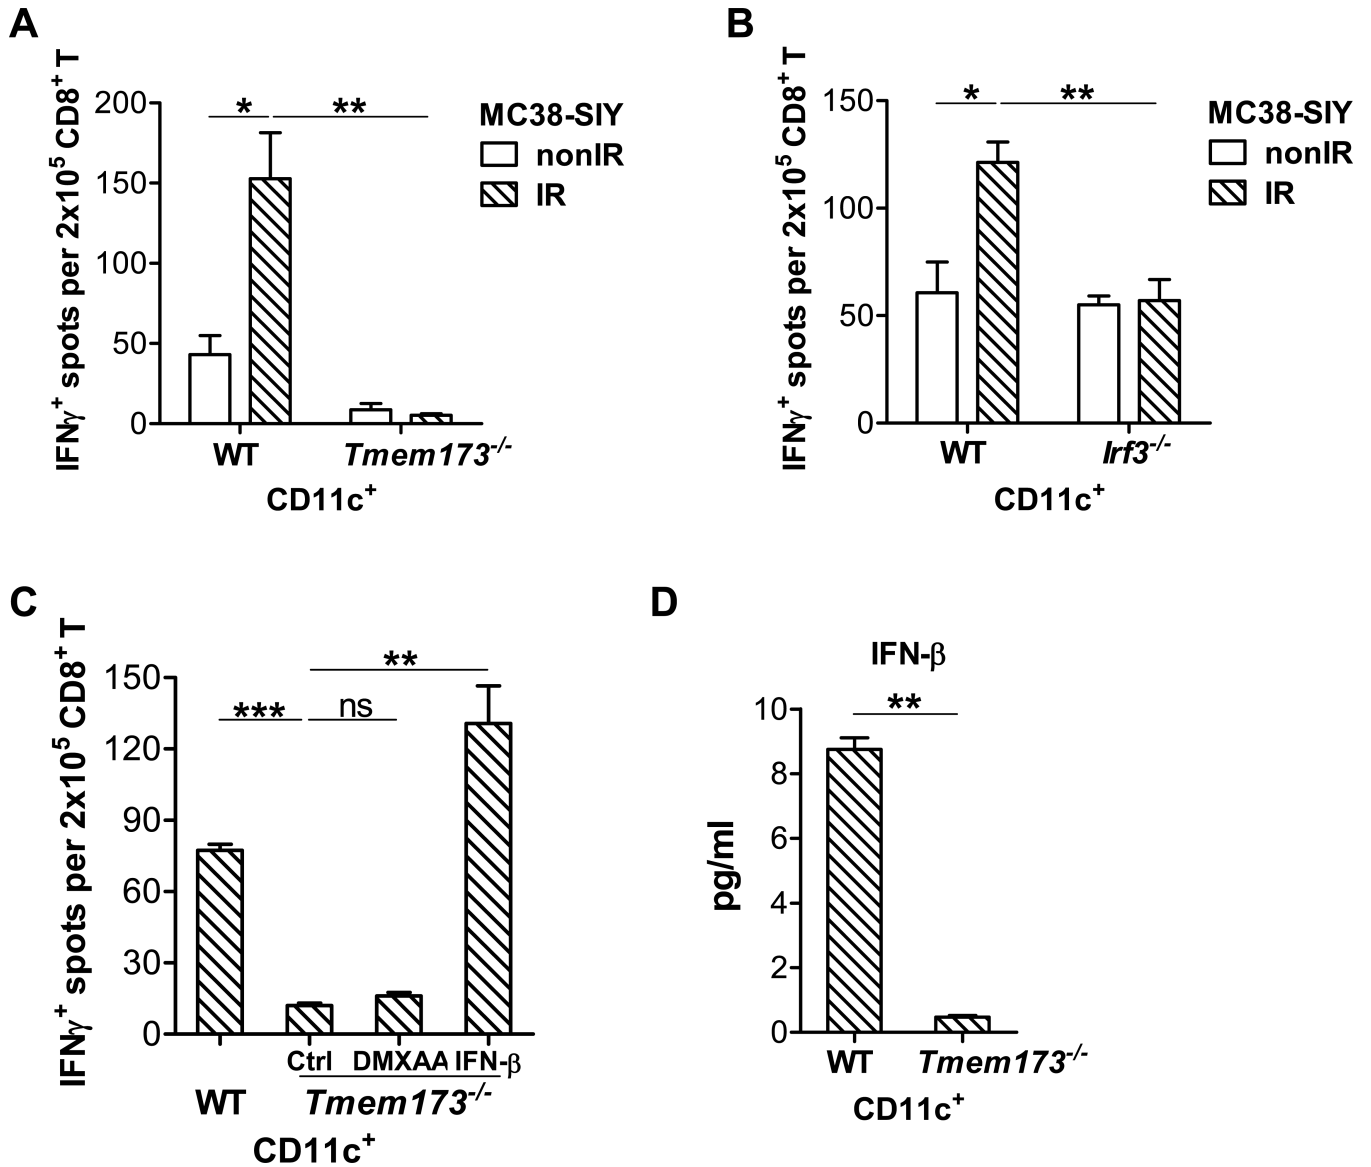 A
IFNγ⁺ spots per 2x10⁵ CD8⁺ T
200
150
100
50
0
*
**
MC38-SIY
nonIR
IR
WT
Tmem173⁻/⁻
CD11c⁺
B
IFNγ⁺ spots per 2x10⁵ CD8⁺ T
150
100
50
0
*
**
MC38-SIY
nonIR
IR
WT
Irf3⁻/⁻
CD11c⁺
C
IFNγ⁺ spots per 2x10⁵ CD8⁺ T
150
120
90
60
30
0
**
***
ns
Ctrl DMXAA IFN-β
WT
Tmem173⁻/⁻
CD11c⁺
D
IFN-β
**
pg/ml
10
8
6
4
2
0
WT
Tmem173⁻/⁻
CD11c⁺